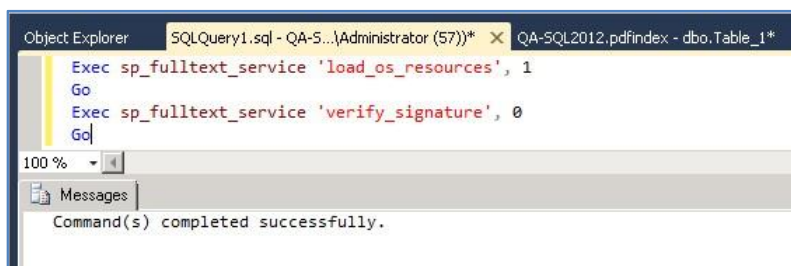 Object Explorer SQLQuery1.sql - QA-S...\Administrator (57))* QA-SQL2012.pdfindex - dbo.Table_1*
Exec sp_fulltext_service 'load_os_resources', 1
Go
Exec sp_fulltext_service 'verify_signature', 0
Go
100 %
Messages
Command(s) completed successfully.